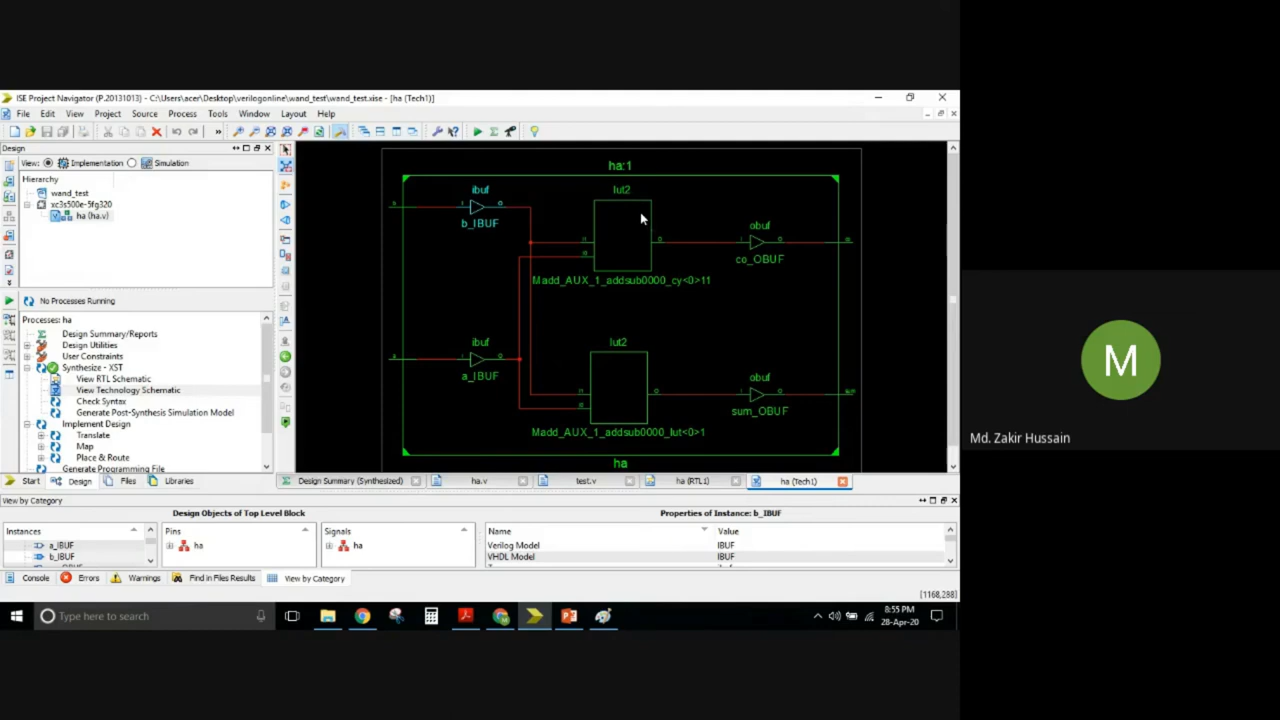 ISE Project Navigator (P.20131013) - C:\Users\acer\Desktop\verilogonline\wand_test\wand_test.xise - [ha (Tech1)]
File Edit View Project Source Process Tools Window Layout Help
Design
View: Implementation Simulation
Hierarchy
wand_test
xc3s500e-5fg320
ha (ha.v)
No Processes Running
Processes: ha
Design Summary/Reports
Design Utilities
User Constraints
Synthesize - XST
View RTL Schematic
View Technology Schematic
Check Syntax
Generate Post-Synthesis Simulation Model
Implement Design
Translate
Map
Place & Route
Generate Programming File
Start Design Files Libraries
ha:1
ibuf
b_IBUF
lut2
Madd_AUX_1_addsub0000_cy<0>11
obuf
co_OBUF
ibuf
a_IBUF
lut2
Madd_AUX_1_addsub0000_lut<0>1
obuf
sum_OBUF
sum
ha
Design Summary (Synthesized) ha.v test.v ha (RTL1) ha (Tech1)
View by Category
Design Objects of Top Level Block
Properties of Instance: b_IBUF
Instances Pins Signals Name Value
a_IBUF ha ha Verilog Model IBUF
b_IBUF VHDL Model IBUF
Console Errors Warnings Find in Files Results View by Category
[1168,288]
Type here to search
8:55 PM
28-Apr-20
M
Md. Zakir Hussain